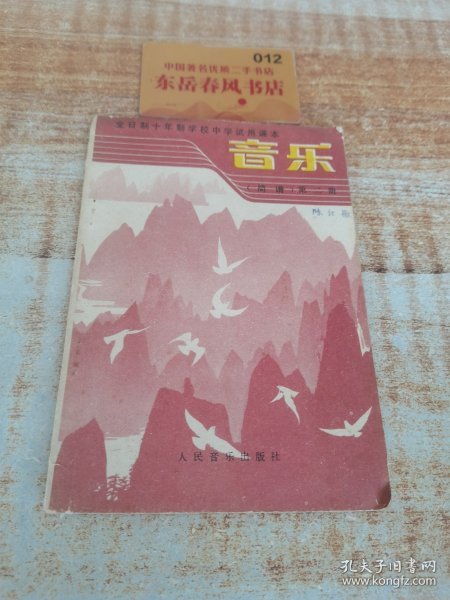 012
中国著名优质二手书店
东岳春风书店
全日制十年制学校中学试用课本
音乐
（简谱）第一册
人民音乐出版社
孔夫子旧书网
www.kongfz.com